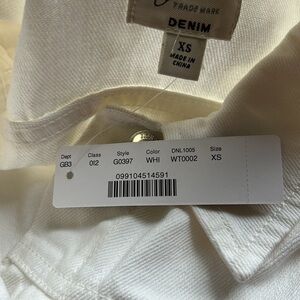 TRADE MARK
DENIM
XS
MADE IN
CHINA
Dept Class Style Color DNL1005 Size
GB3 012 G0397 WHI WT0002 XS
099104514591